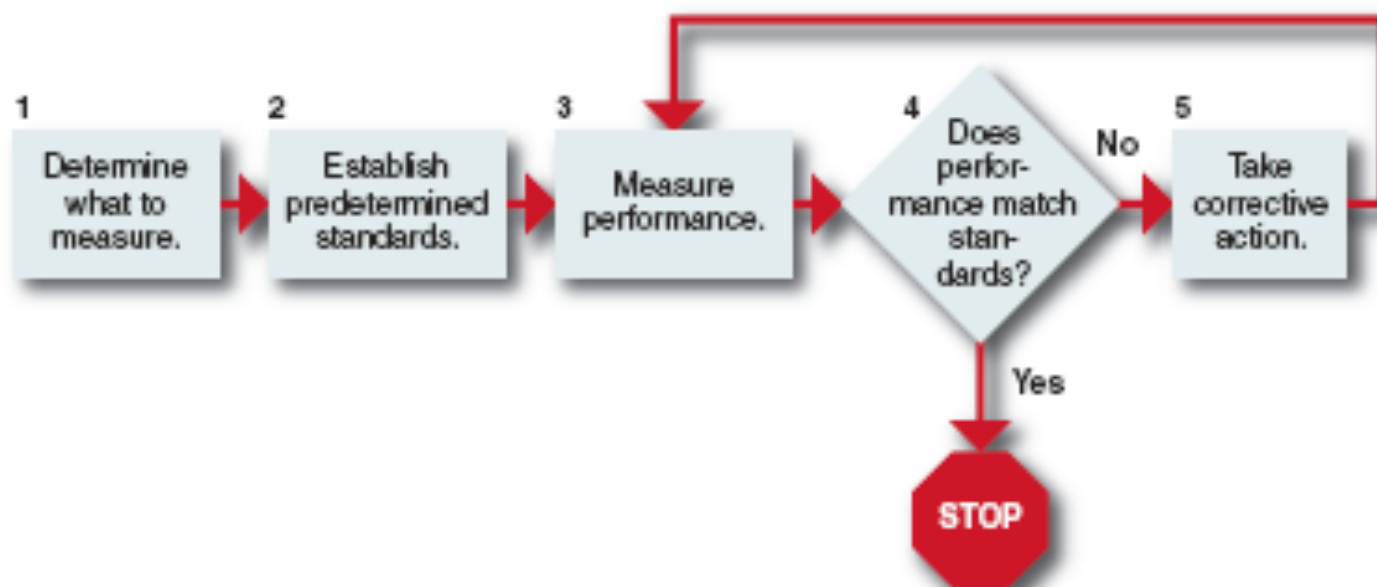 1
Determine
what to
measure.
2
Establish
predetermined
standards.
3
Measure
performance.
4
Does
perfor-
mance match
stan-
dards?
No
5
Take
corrective
action.
Yes
STOP